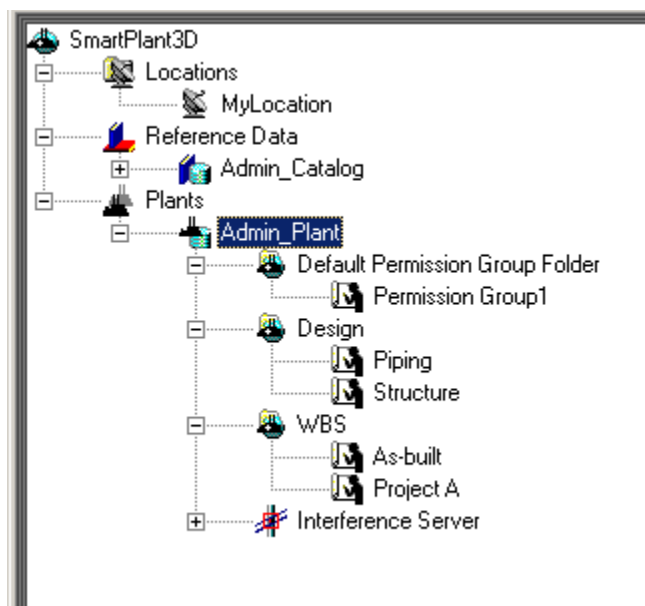 SmartPlant3D
Locations
MyLocation
Reference Data
Admin_Catalog
Plants
Admin_Plant
Default Permission Group Folder
Permission Group1
Design
Piping
Structure
WBS
As-built
Project A
Interference Server